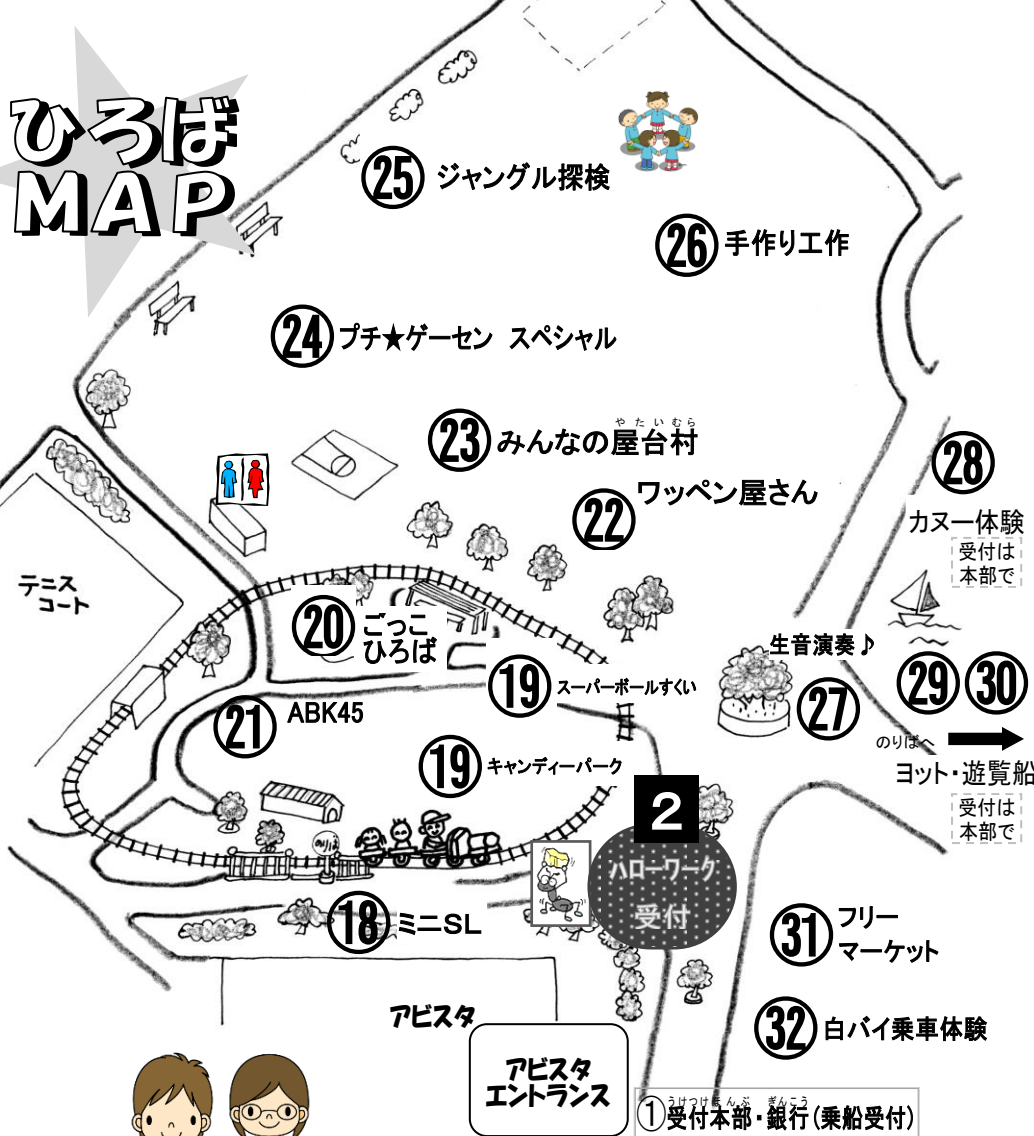 ひろば
MAP
㉕ ジャングル探検
㉖ 手作り工作
㉔ プチ★ゲーセン スペシャル
やたいむら
㉓ みんなの屋台村
㉒ ワッペン屋さん
㉘
カヌー体験
受付は
本部で
テニス
コート
⑳ ごっこ
ひろば
生音演奏♪
㉗
⑲ スーパーボールすくい
㉙ ㉚
のりばへ
ヨット・遊覧船
受付は
本部で
㉑ ABK45
⑲ キャンディーパーク
2
ハローワーク
受付
のりば
⑱ ミニSL
㉛ フリー
マーケット
アビスタ
㉜ 白バイ乗車体験
アビスタ
エントランス
うけつけほんぶ ぎんこう
①受付本部・銀行(乗船受付)